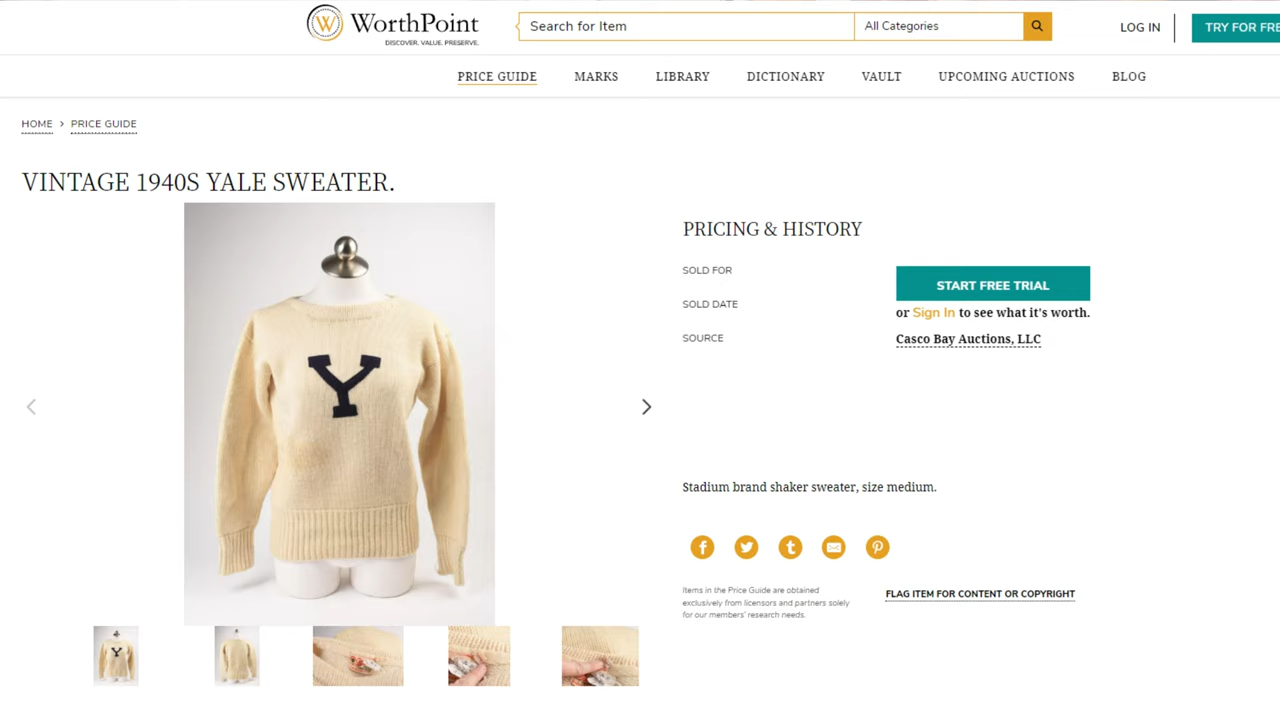 W WorthPoint
DISCOVER. VALUE. PRESERVE.
Search for Item
All Categories
LOG IN
TRY FOR FRE
PRICE GUIDE MARKS LIBRARY DICTIONARY VAULT UPCOMING AUCTIONS BLOG
HOME > PRICE GUIDE
VINTAGE 1940S YALE SWEATER.
Y
PRICING & HISTORY
SOLD FOR
START FREE TRIAL
or Sign In to see what it's worth.
SOLD DATE
SOURCE
Casco Bay Auctions, LLC
Stadium brand shaker sweater, size medium.
Items in the Price Guide are obtained
exclusively from licensors and partners solely
for our members' research needs.
FLAG ITEM FOR CONTENT OR COPYRIGHT